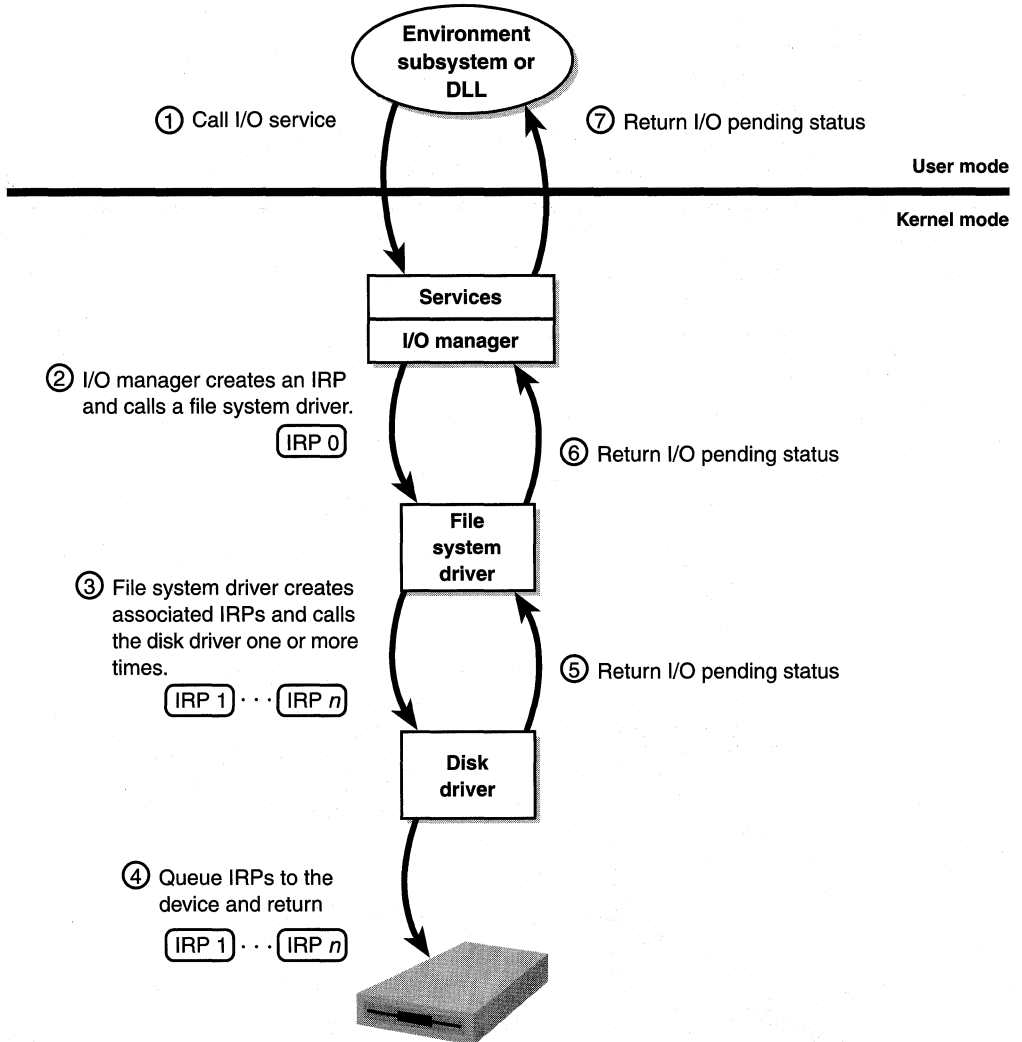 Environment
subsystem or
DLL
1 Call I/O service
7 Return I/O pending status
User mode
Kernel mode
Services
I/O manager
2 I/O manager creates an IRP
and calls a file system driver.
IRP 0
6 Return I/O pending status
File
system
driver
3 File system driver creates
associated IRPs and calls
the disk driver one or more
times.
IRP 1 · · · IRP n
5 Return I/O pending status
Disk
driver
4 Queue IRPs to the
device and return
IRP 1 · · · IRP n